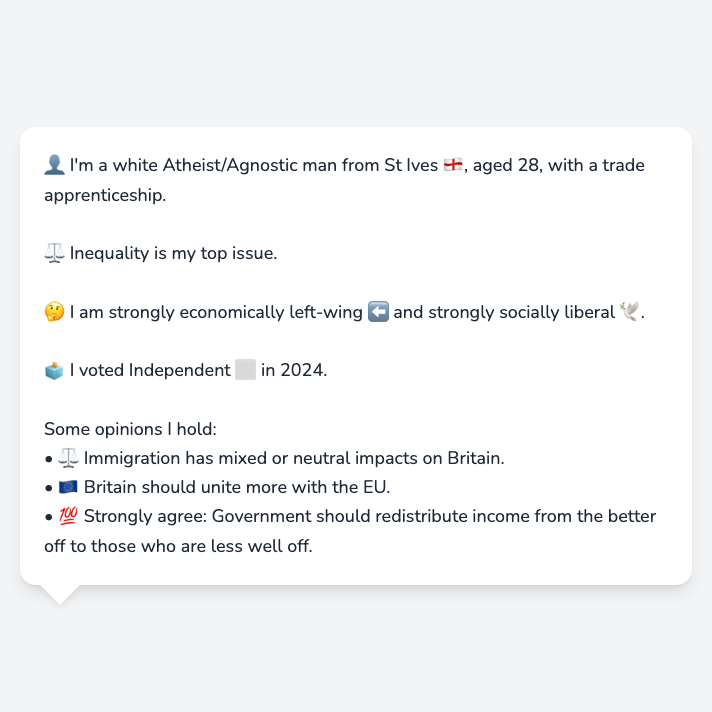 👤 I'm a white Atheist/Agnostic man from St Ives 🏴󠁧󠁢󠁥󠁮󠁧󠁿, aged 28, with a trade
apprenticeship.
⚖️ Inequality is my top issue.
🤔 I am strongly economically left-wing ⬅️ and strongly socially liberal 🕊️.
🗳️ I voted Independent ⬜ in 2024.
Some opinions I hold:
• ⚖️ Immigration has mixed or neutral impacts on Britain.
• 🇪🇺 Britain should unite more with the EU.
• 💯 Strongly agree: Government should redistribute income from the better
off to those who are less well off.